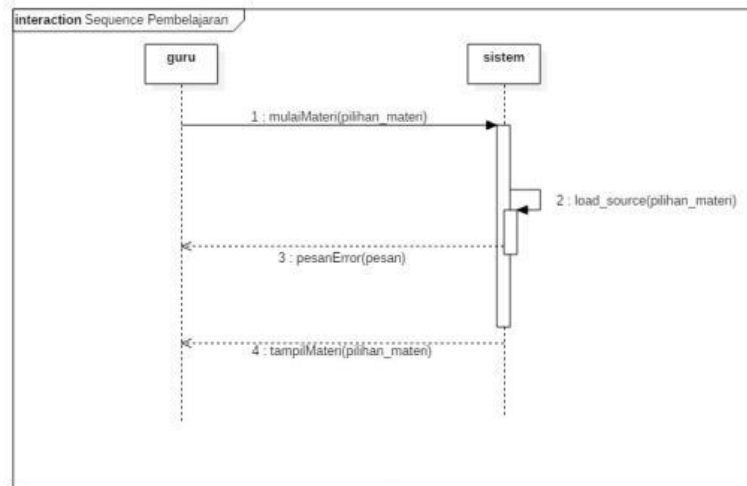 interaction Sequence Pembelajaran
guru
sistem
1 : mulaiMateri(pilihan_materi)
2 : load_source(pilihan_materi)
3 : pesanError(pesan)
4 : tampilMateri(pilihan_materi)